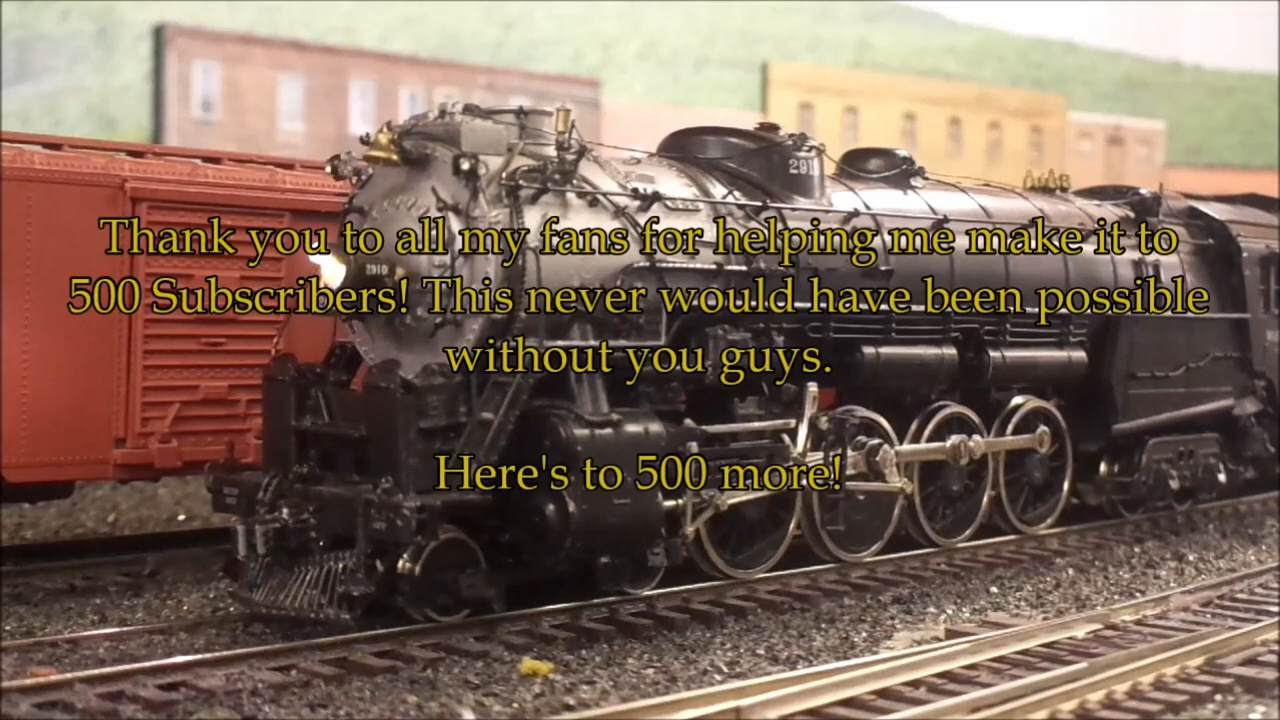 291
2910
Thank you to all my fans for helping me make it to
500 Subscribers! This never would have been possible
without you guys.
Here's to 500 more!